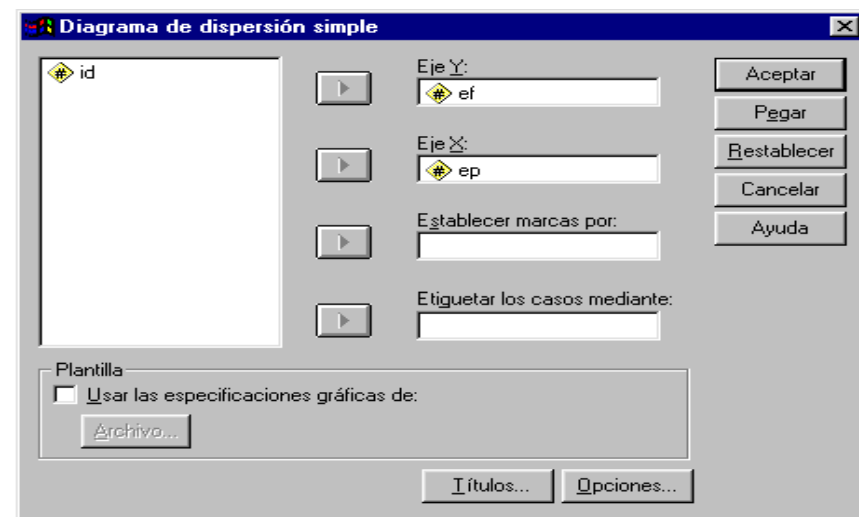 Diagrama de dispersión simple
# id
Eje Y:
# ef
Eje X:
# ep
Establecer marcas por:
Etiquetar los casos mediante:
Aceptar
Pegar
Restablecer
Cancelar
Ayuda
Plantilla
Usar las especificaciones gráficas de:
Archivo...
Títulos...
Opciones...